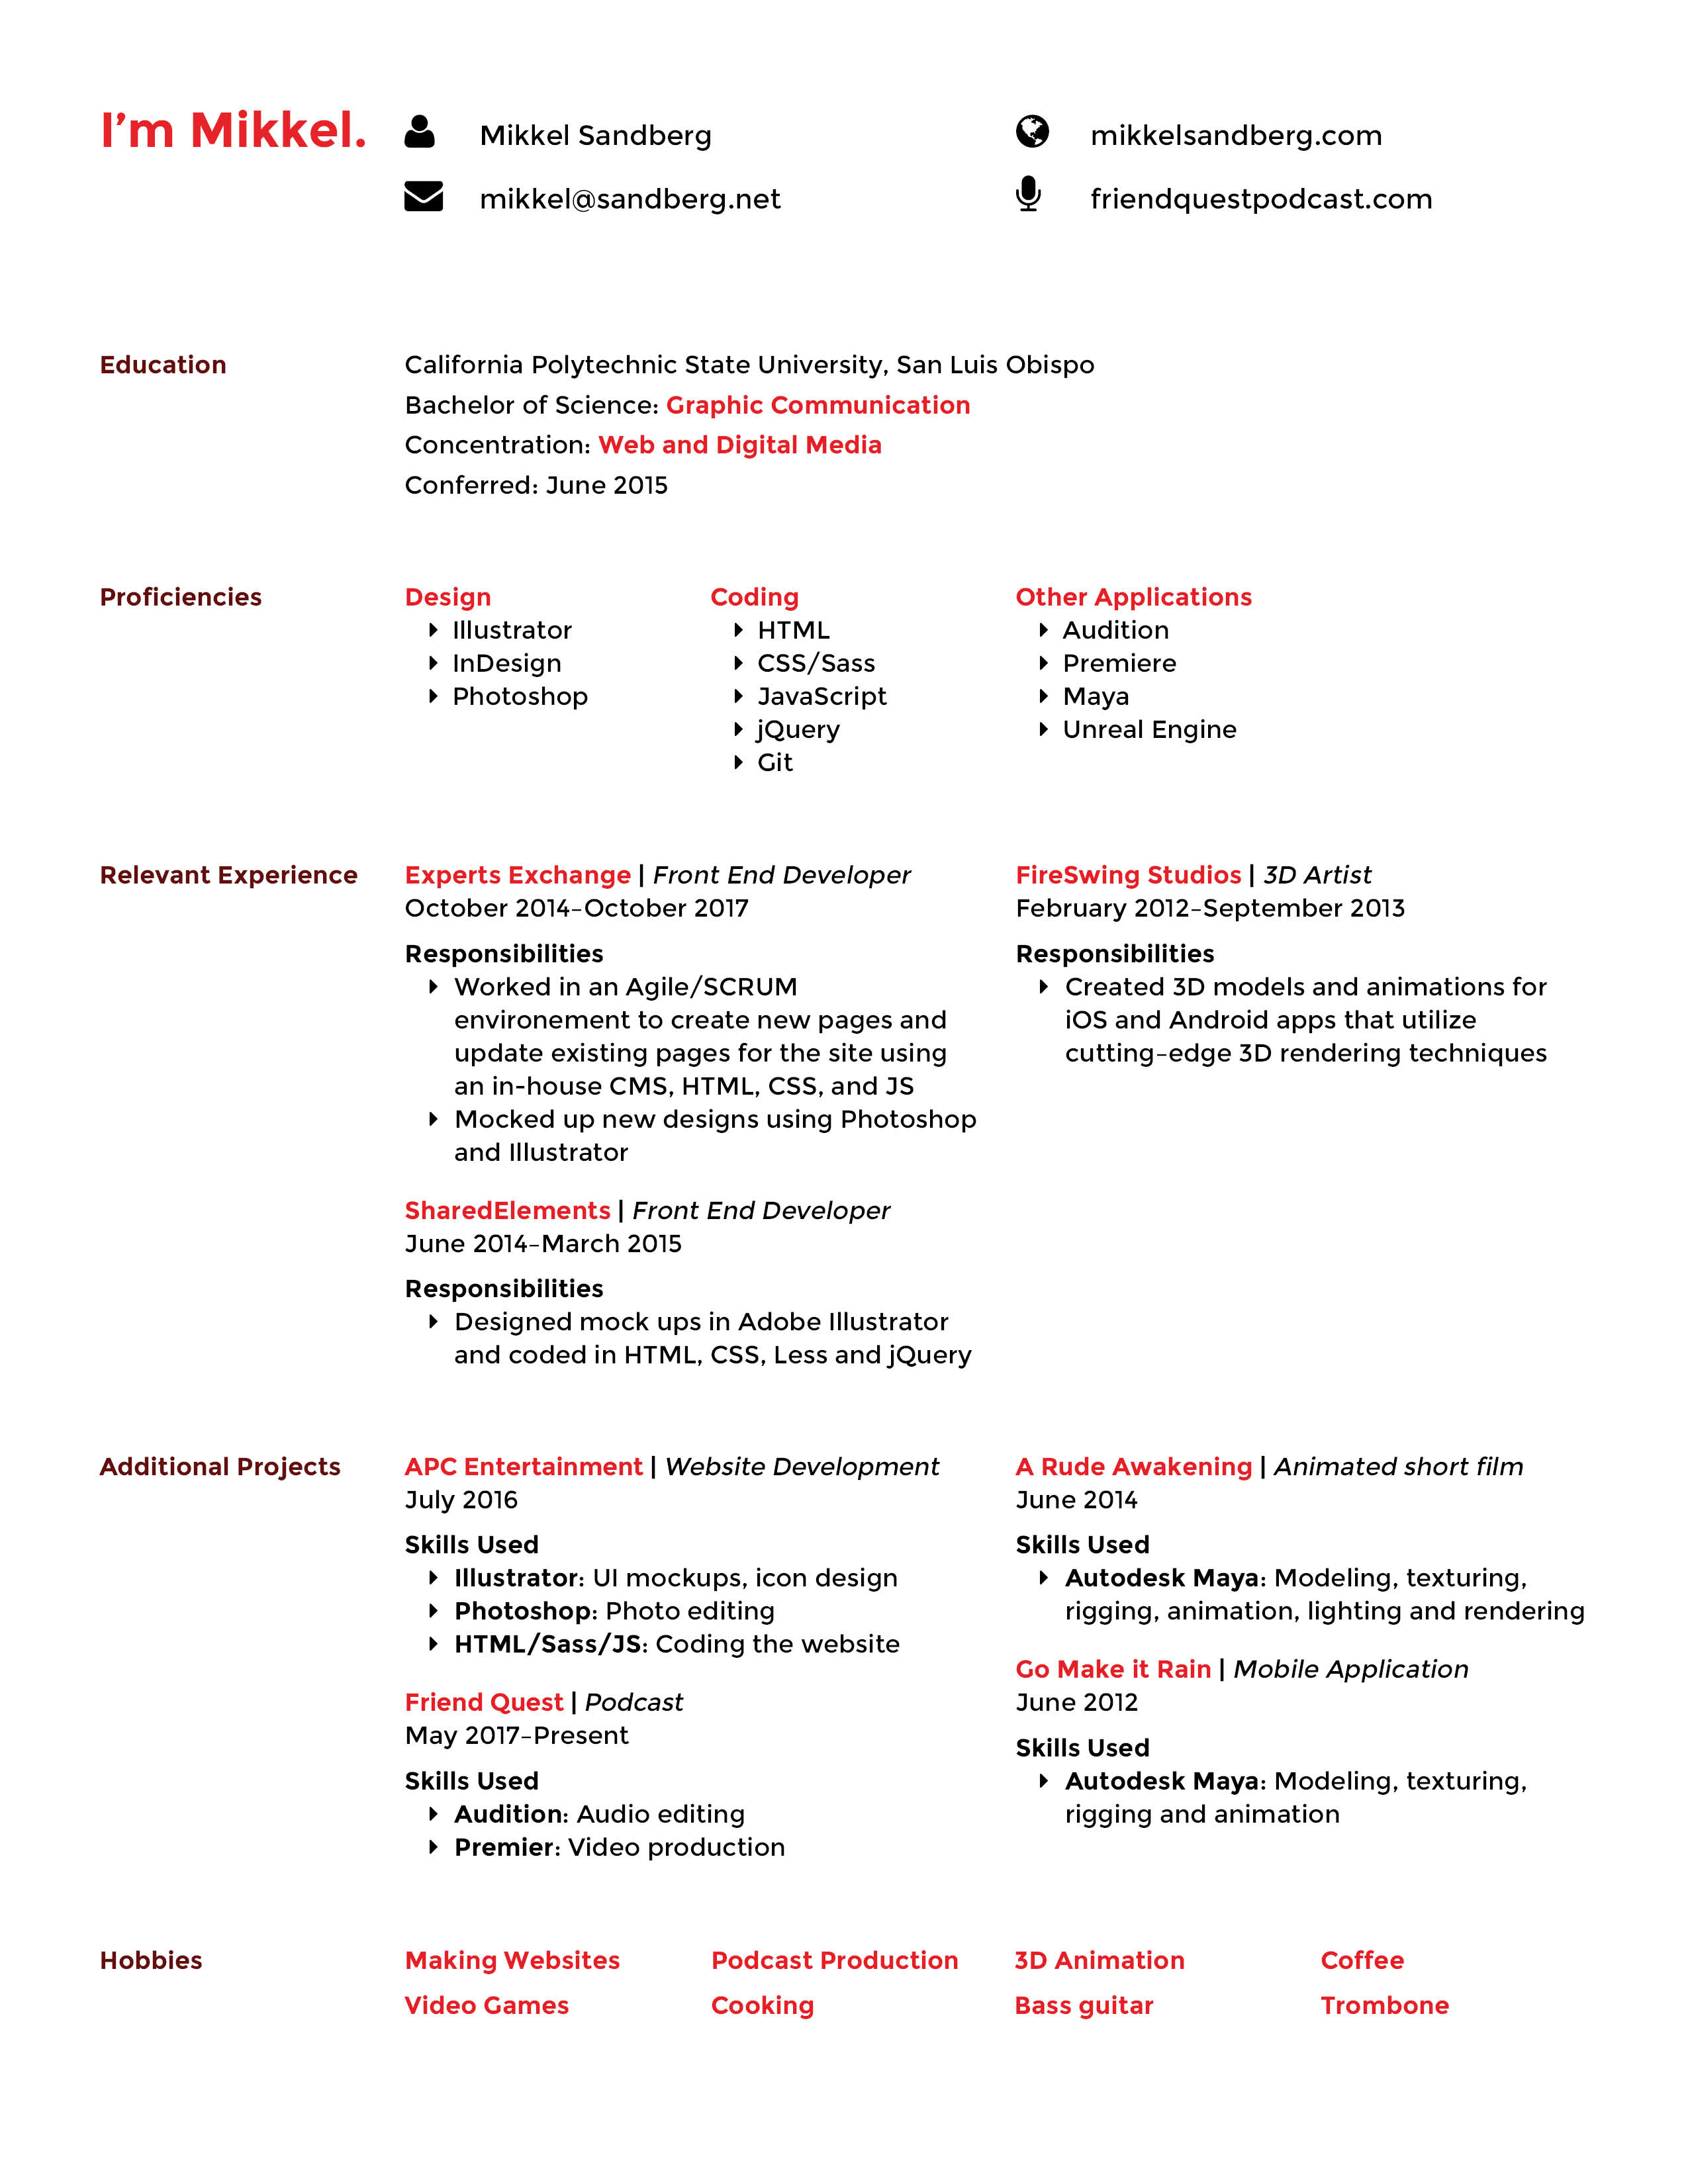 I'm Mikkel.
Mikkel Sandberg
mikkel@sandberg.net
mikkelsandberg.com
friendquestpodcast.com
Education
California Polytechnic State University, San Luis Obispo
Bachelor of Science: Graphic Communication
Concentration: Web and Digital Media
Conferred: June 2015
Proficiencies
Design
Illustrator
InDesign
Photoshop
Coding
HTML
CSS/Sass
JavaScript
jQuery
Git
Other Applications
Audition
Premiere
Maya
Unreal Engine
Relevant Experience
Experts Exchange | Front End Developer
October 2014–October 2017
Responsibilities
Worked in an Agile/SCRUM
environement to create new pages and
update existing pages for the site using
an in-house CMS, HTML, CSS, and JS
Mocked up new designs using Photoshop
and Illustrator
SharedElements | Front End Developer
June 2014–March 2015
Responsibilities
Designed mock ups in Adobe Illustrator
and coded in HTML, CSS, Less and jQuery
FireSwing Studios | 3D Artist
February 2012–September 2013
Responsibilities
Created 3D models and animations for
iOS and Android apps that utilize
cutting-edge 3D rendering techniques
Additional Projects
APC Entertainment | Website Development
July 2016
Skills Used
Illustrator: UI mockups, icon design
Photoshop: Photo editing
HTML/Sass/JS: Coding the website
Friend Quest | Podcast
May 2017–Present
Skills Used
Audition: Audio editing
Premier: Video production
A Rude Awakening | Animated short film
June 2014
Skills Used
Autodesk Maya: Modeling, texturing,
rigging, animation, lighting and rendering
Go Make it Rain | Mobile Application
June 2012
Skills Used
Autodesk Maya: Modeling, texturing,
rigging and animation
Hobbies
Making Websites
Podcast Production
3D Animation
Coffee
Video Games
Cooking
Bass guitar
Trombone